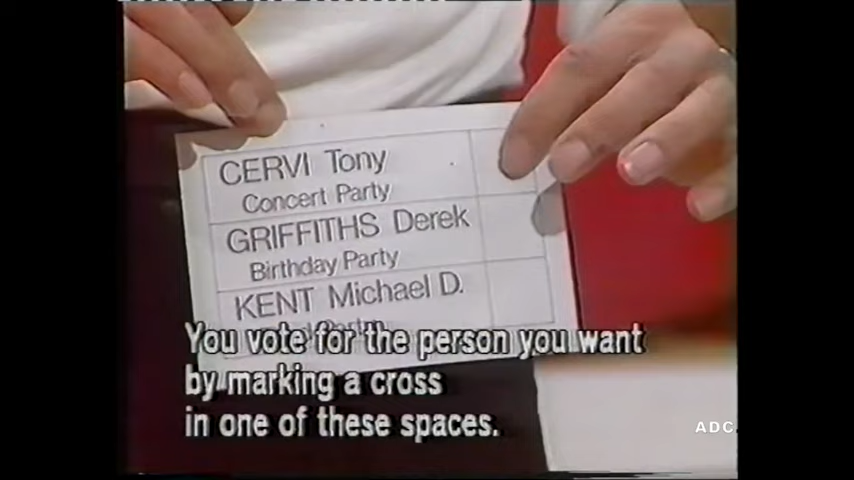 CERVI Tony
Concert Party
GRIFFITHS Derek
Birthday Party
KENT Michael D.
You vote for the person you want
by marking a cross
in one of these spaces.
ADC.